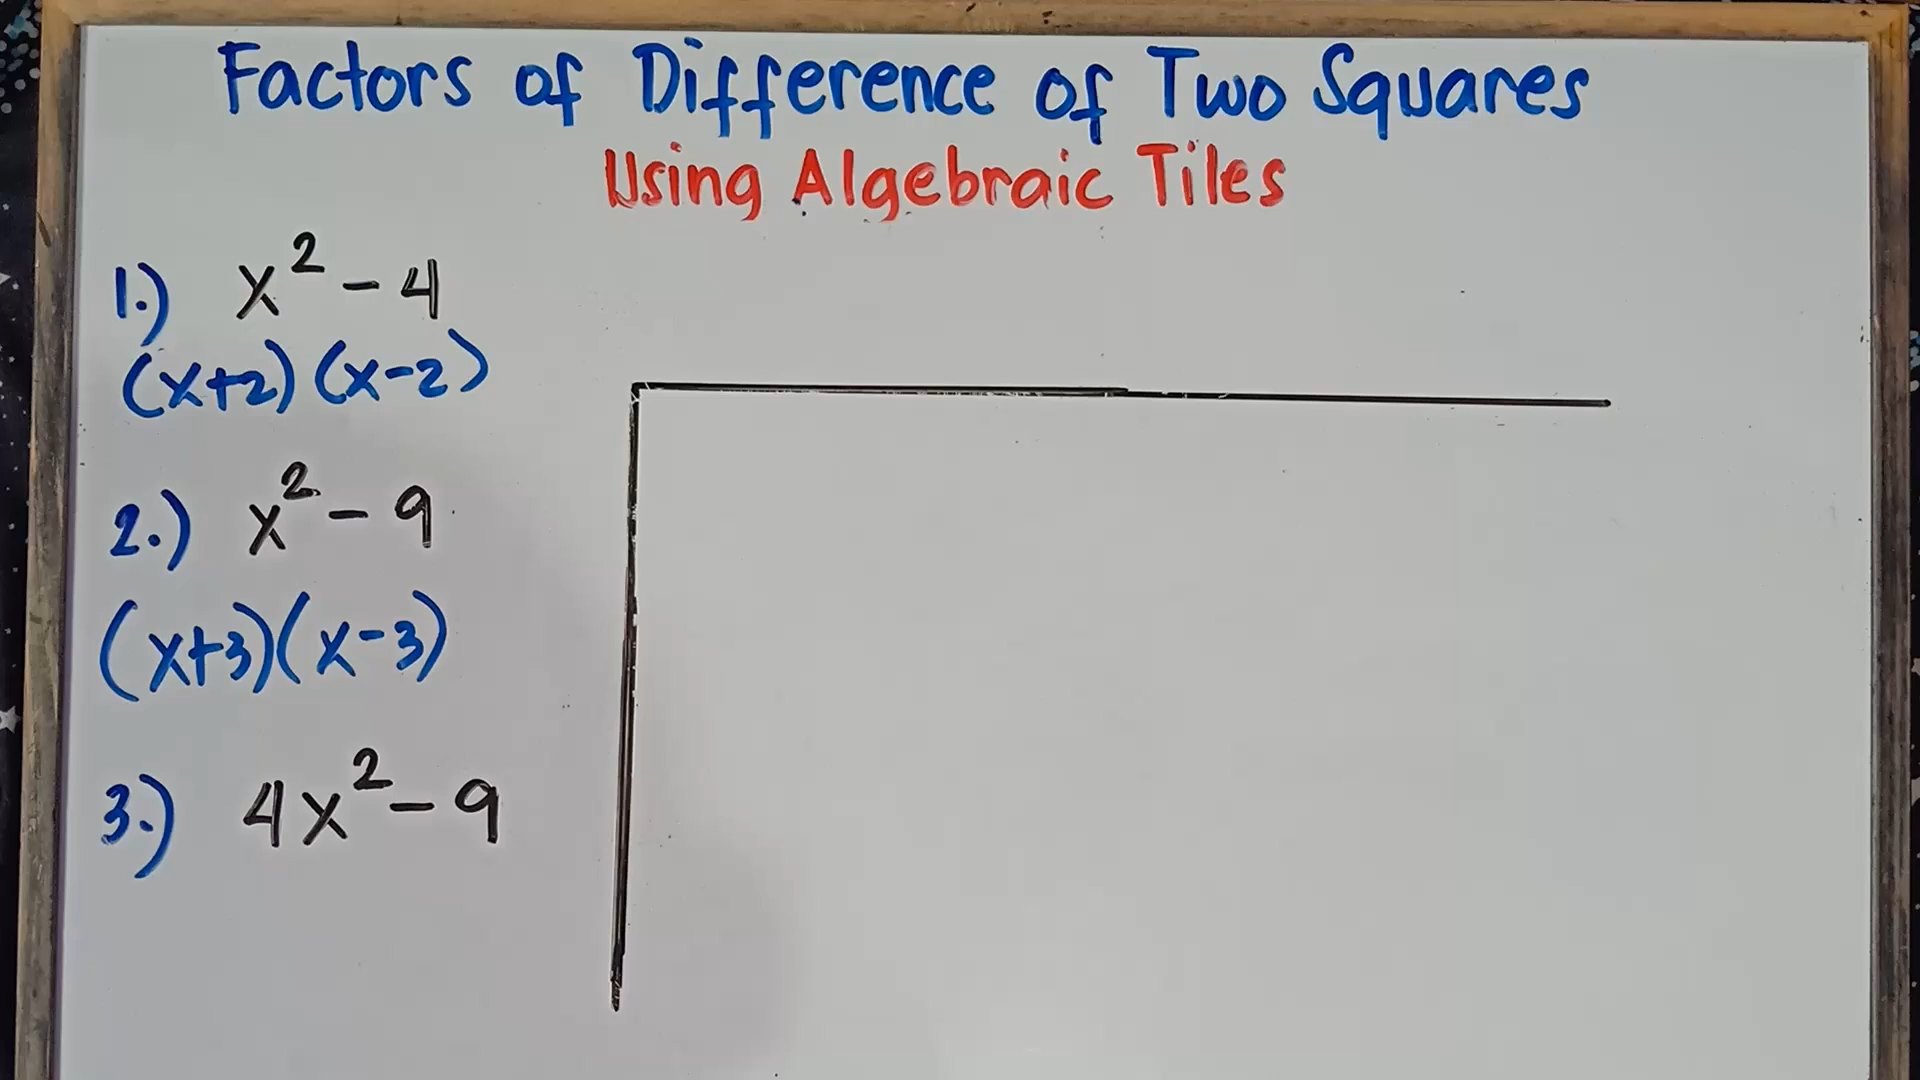 Factors of Difference of Two Squares
Using Algebraic Tiles
1.) x² - 4
(x+2)(x-2)
2.) x² - 9
(x+3)(x-3)
3.) 4x² - 9